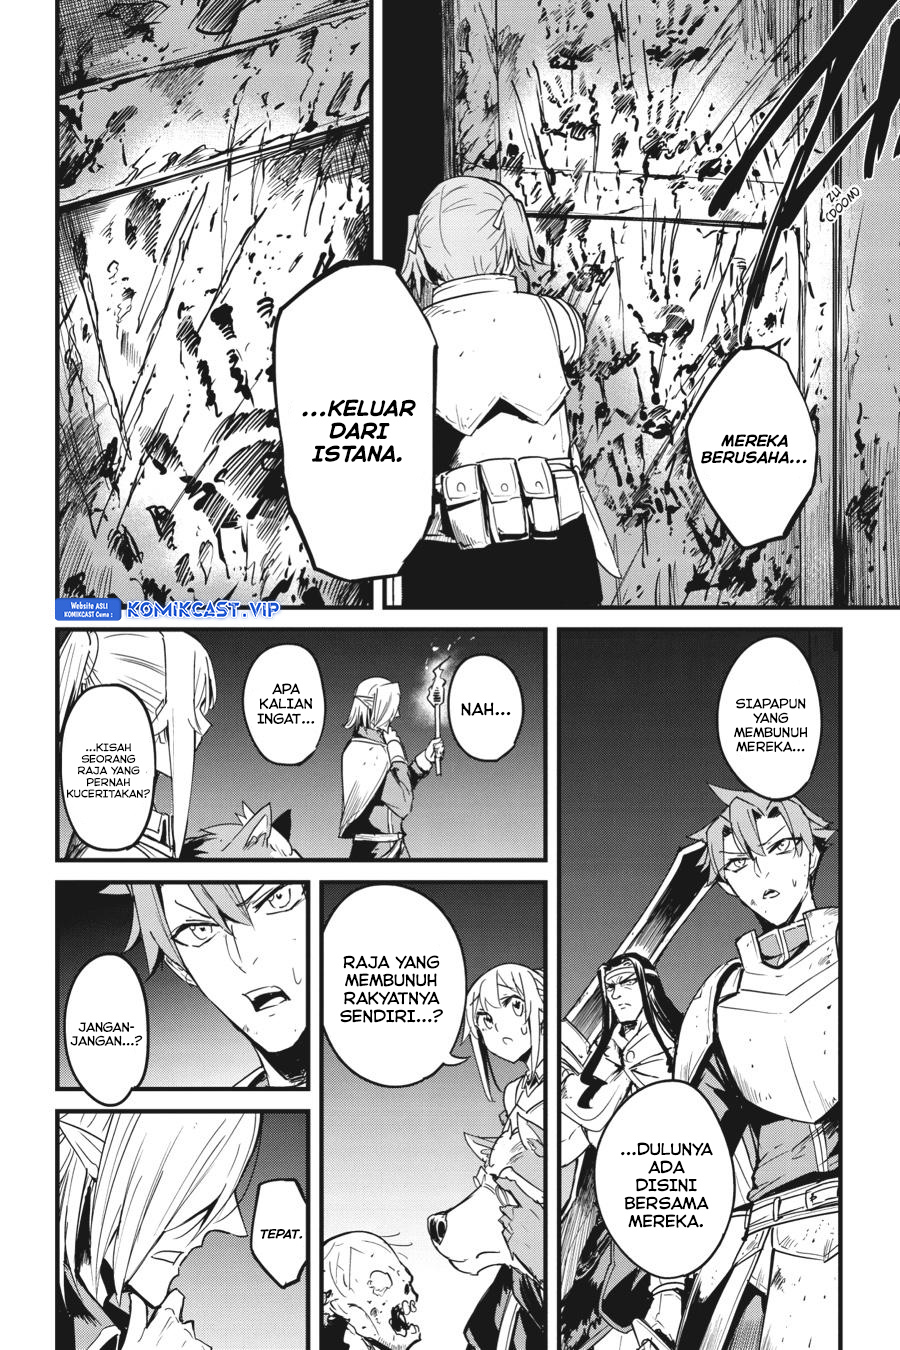 ZU
(DOOM)
MEREKA
BERUSAHA...
...KELUAR
DARI
ISTANA.
Website ASLI
KOMIKCAST Cuma :
KOMIKCAST.VIP
SIAPAPUN
YANG
MEMBUNUH
MEREKA...
...DULUNYA
ADA
DISINI
BERSAMA
MEREKA.
NAH...
APA
KALIAN
INGAT...
...KISAH
SEORANG
RAJA YANG
PERNAH
KUCERITAKAN?
RAJA YANG
MEMBUNUH
RAKYATNYA
SENDIRI...?
JANGAN-
JANGAN...?
TEPAT.